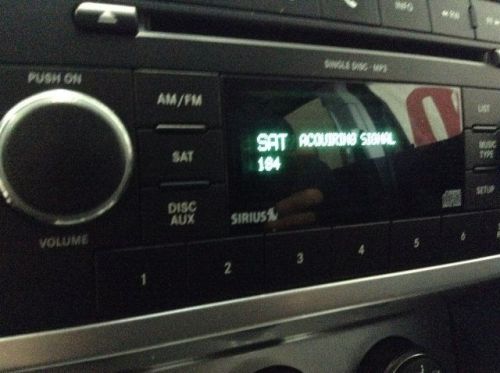 INFO
RW
SINGLE DISC - MP3
PUSH ON
AM/FM
SAT
DISC
AUX
VOLUME
SAT ACQUIRING SIGNAL
184
SIRIUS
LIST
MUSIC
TYPE
SETUP
1
2
3
4
5
6